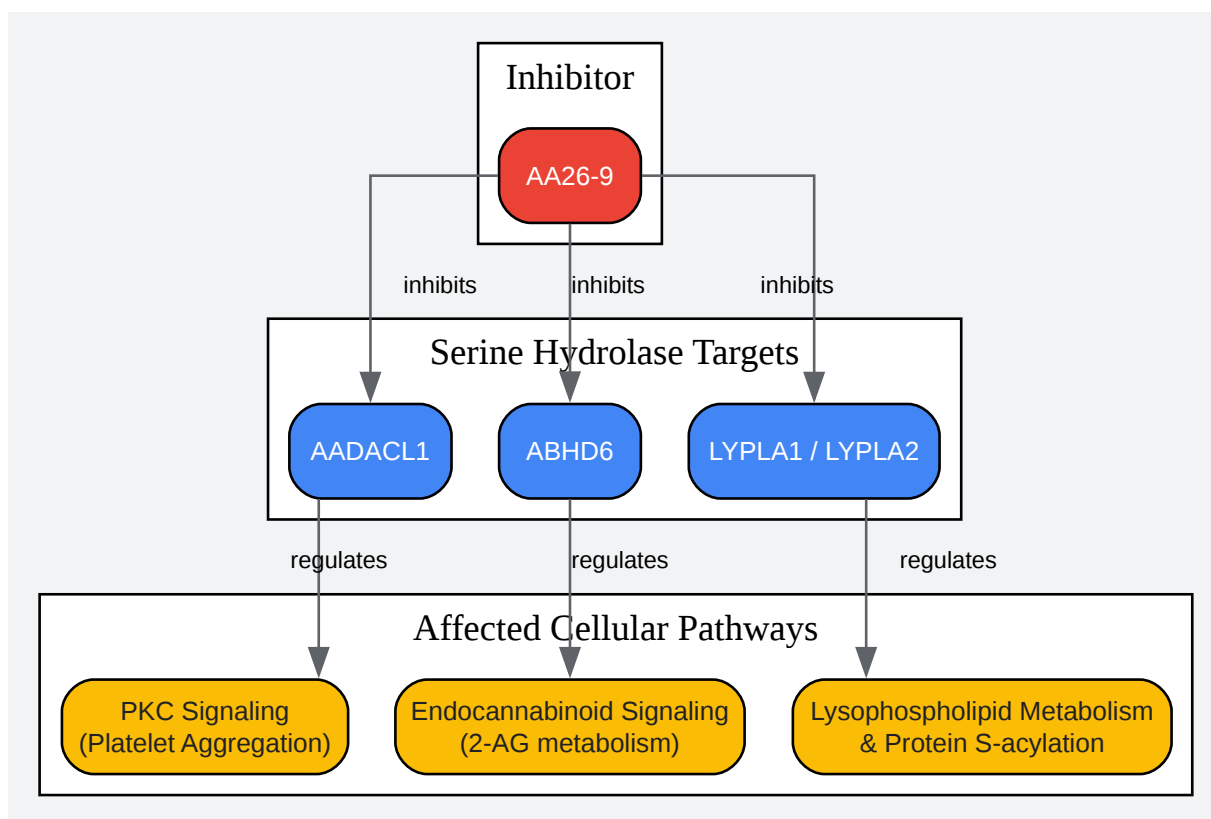 Inhibitor
AA26-9
inhibits
inhibits
inhibits
Serine Hydrolase Targets
AADACL1
ABHD6
LYPLA1 / LYPLA2
regulates
regulates
regulates
Affected Cellular Pathways
PKC Signaling
(Platelet Aggregation)
Endocannabinoid Signaling
(2-AG metabolism)
Lysophospholipid Metabolism
& Protein S-acylation